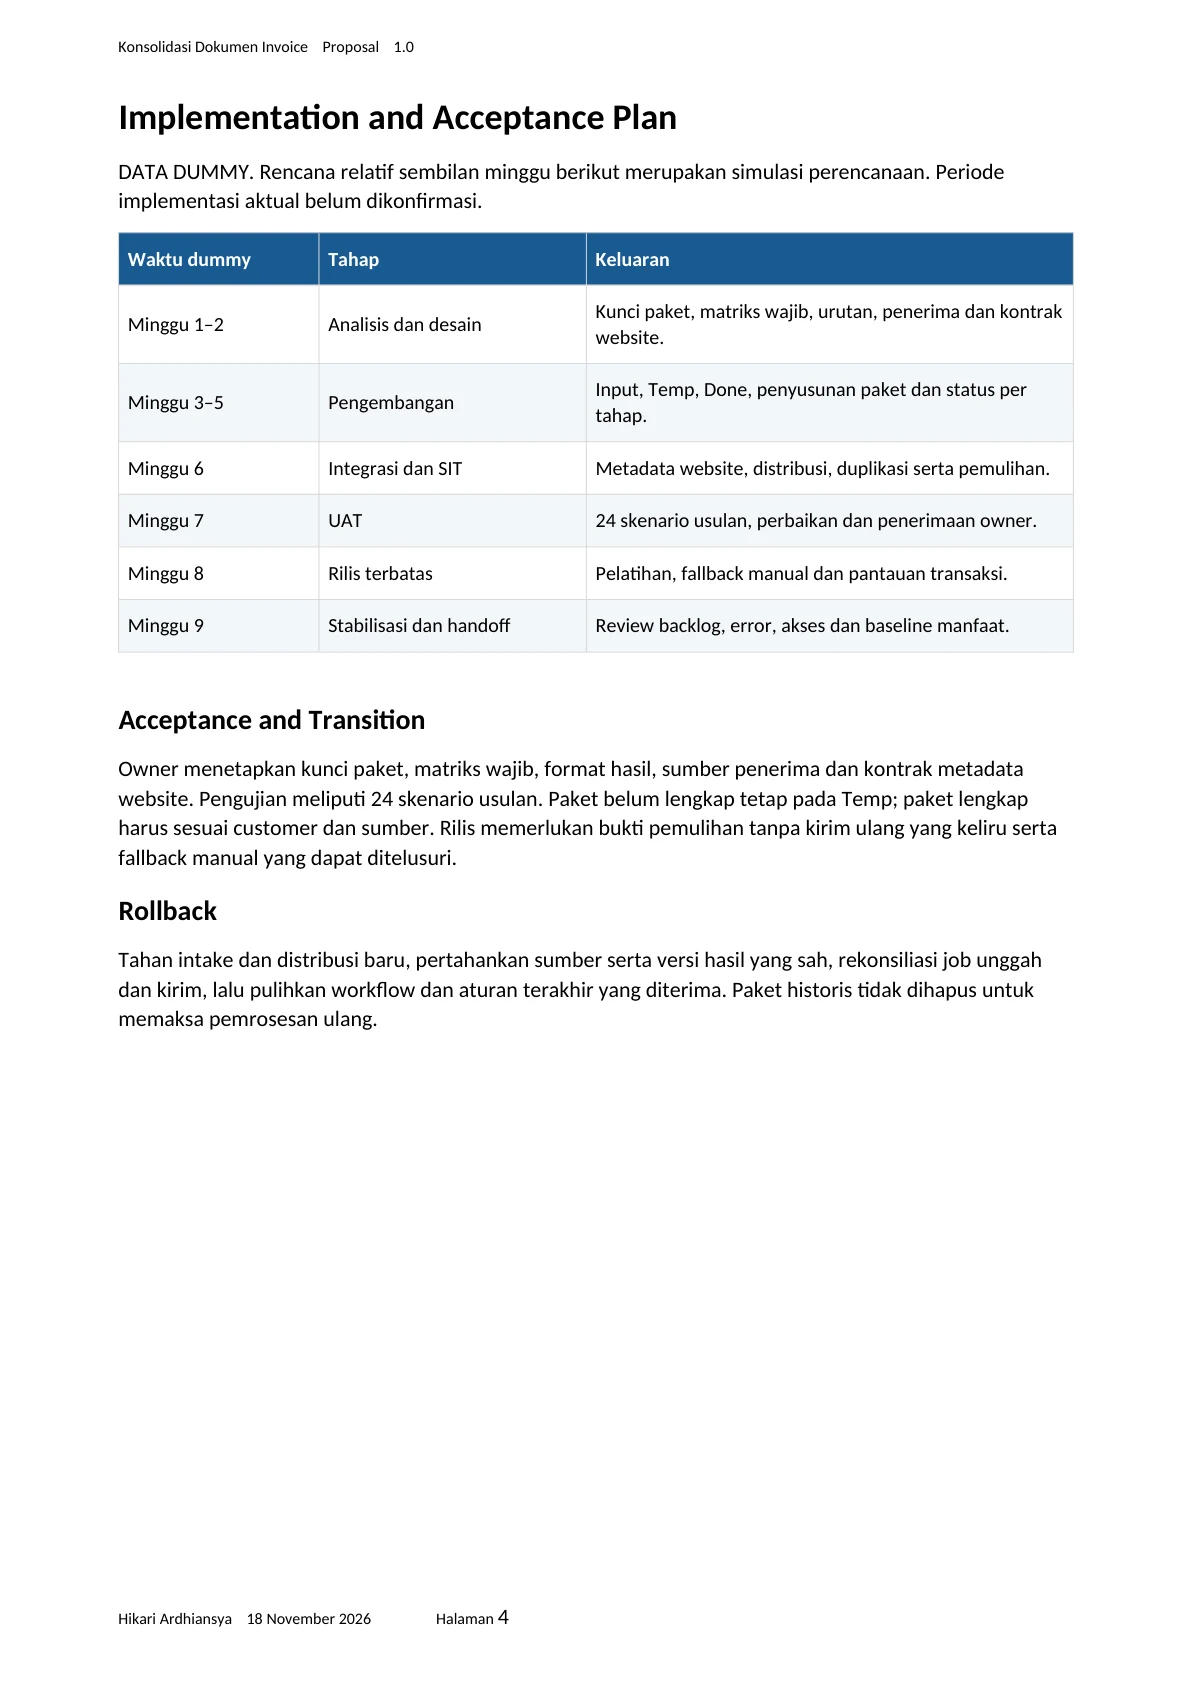 Konsolidasi Dokumen Invoice Proposal 1.0
Implementation and Acceptance Plan
DATA DUMMY. Rencana relatif sembilan minggu berikut merupakan simulasi perencanaan. Periode
implementasi aktual belum dikonfirmasi.
Waktu dummy Tahap Keluaran
Minggu 1–2 Analisis dan desain Kunci paket, matriks wajib, urutan, penerima dan kontrak
website.
Minggu 3–5 Pengembangan Input, Temp, Done, penyusunan paket dan status per
tahap.
Minggu 6 Integrasi dan SIT Metadata website, distribusi, duplikasi serta pemulihan.
Minggu 7 UAT 24 skenario usulan, perbaikan dan penerimaan owner.
Minggu 8 Rilis terbatas Pelatihan, fallback manual dan pantauan transaksi.
Minggu 9 Stabilisasi dan handoff Review backlog, error, akses dan baseline manfaat.
Acceptance and Transition
Owner menetapkan kunci paket, matriks wajib, format hasil, sumber penerima dan kontrak metadata
website. Pengujian meliputi 24 skenario usulan. Paket belum lengkap tetap pada Temp; paket lengkap
harus sesuai customer dan sumber. Rilis memerlukan bukti pemulihan tanpa kirim ulang yang keliru serta
fallback manual yang dapat ditelusuri.
Rollback
Tahan intake dan distribusi baru, pertahankan sumber serta versi hasil yang sah, rekonsiliasi job unggah
dan kirim, lalu pulihkan workflow dan aturan terakhir yang diterima. Paket historis tidak dihapus untuk
memaksa pemrosesan ulang.
Hikari Ardhiansya 18 November 2026 Halaman 4